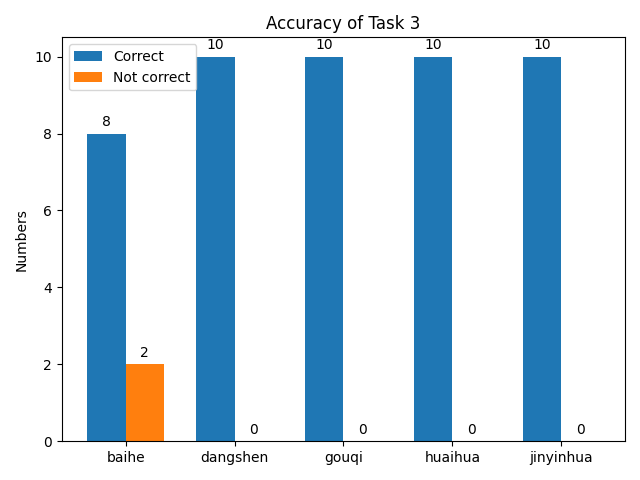 Accuracy of Task 3
Correct
Not correct
Numbers
10
8
6
4
2
0
8 10 10 10 10
2 0 0 0 0
baihe dangshen gouqi huaihua jinyinhua